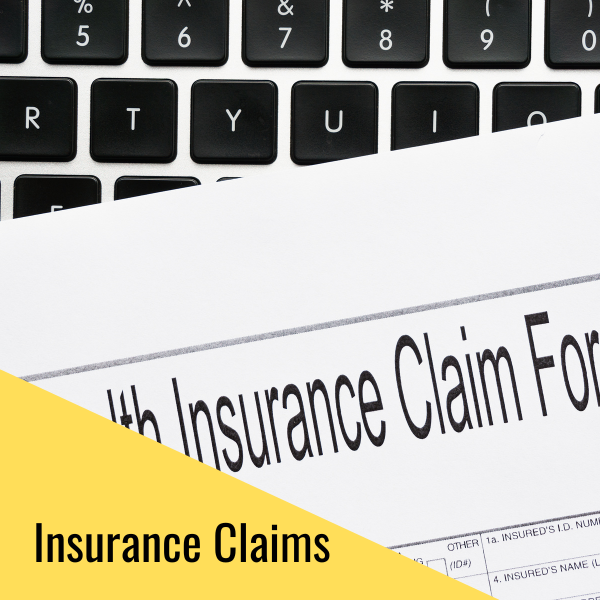 % ^ & * (
5 6 7 8 9 0
R T Y U I O
lth Insurance Claim For
Insurance Claims
OTHER 1a. INSURED'S I.D. NUM
(ID#)
4. INSURED'S NAME (L